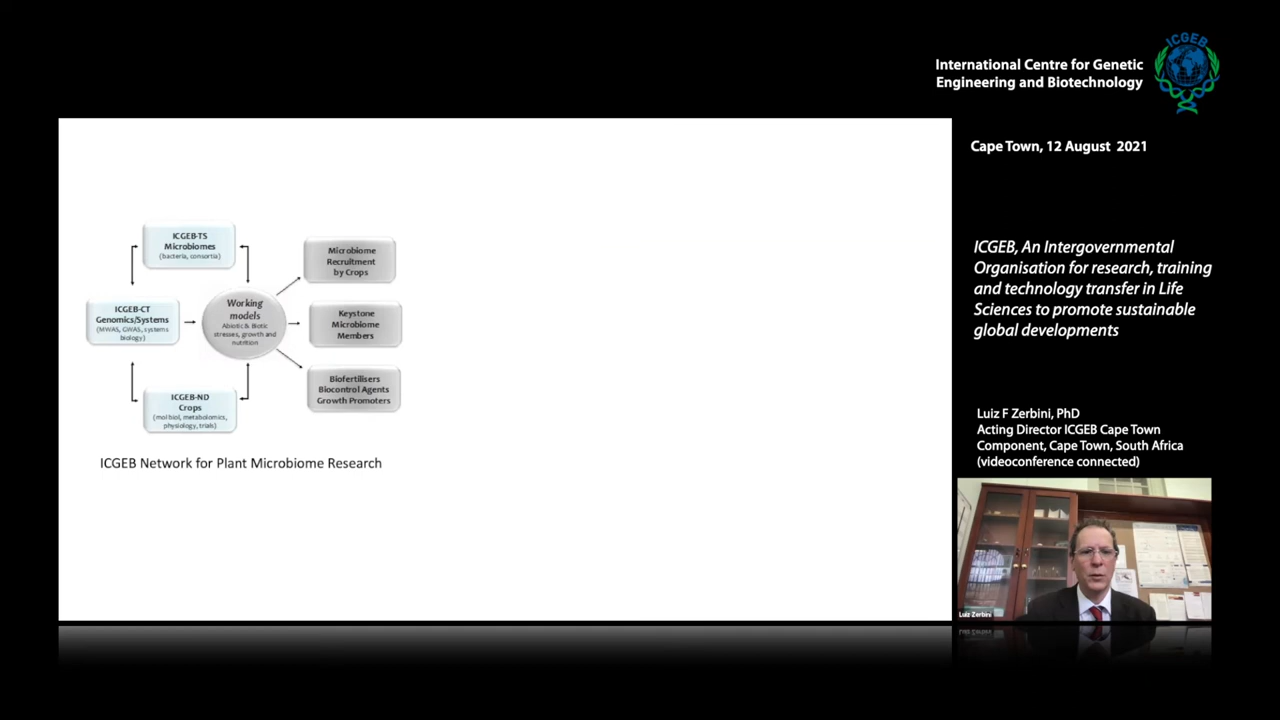 ICGEB
International Centre for Genetic
Engineering and Biotechnology
Cape Town, 12 August 2021
ICGEB, An Intergovernmental
Organisation for research, training
and technology transfer in Life
Sciences to promote sustainable
global developments
Luiz F Zerbini, PhD
Acting Director ICGEB Cape Town
Component, Cape Town, South Africa
(videoconference connected)
Luiz Zerbini
ICGEB-TS
Microbiomes
(bacteria, consortia)
ICGEB-CT
Genomics/Systems
(MWAS, GWAS, systems
biology)
ICGEB-ND
Crops
(mol biol, metabolomics,
physiology, trials)
Working
models
Abiotic & Biotic
stresses, growth and
nutrition
Microbiome
Recruitment
by Crops
Keystone
Microbiome
Members
Biofertilisers
Biocontrol Agents
Growth Promoters
ICGEB Network for Plant Microbiome Research